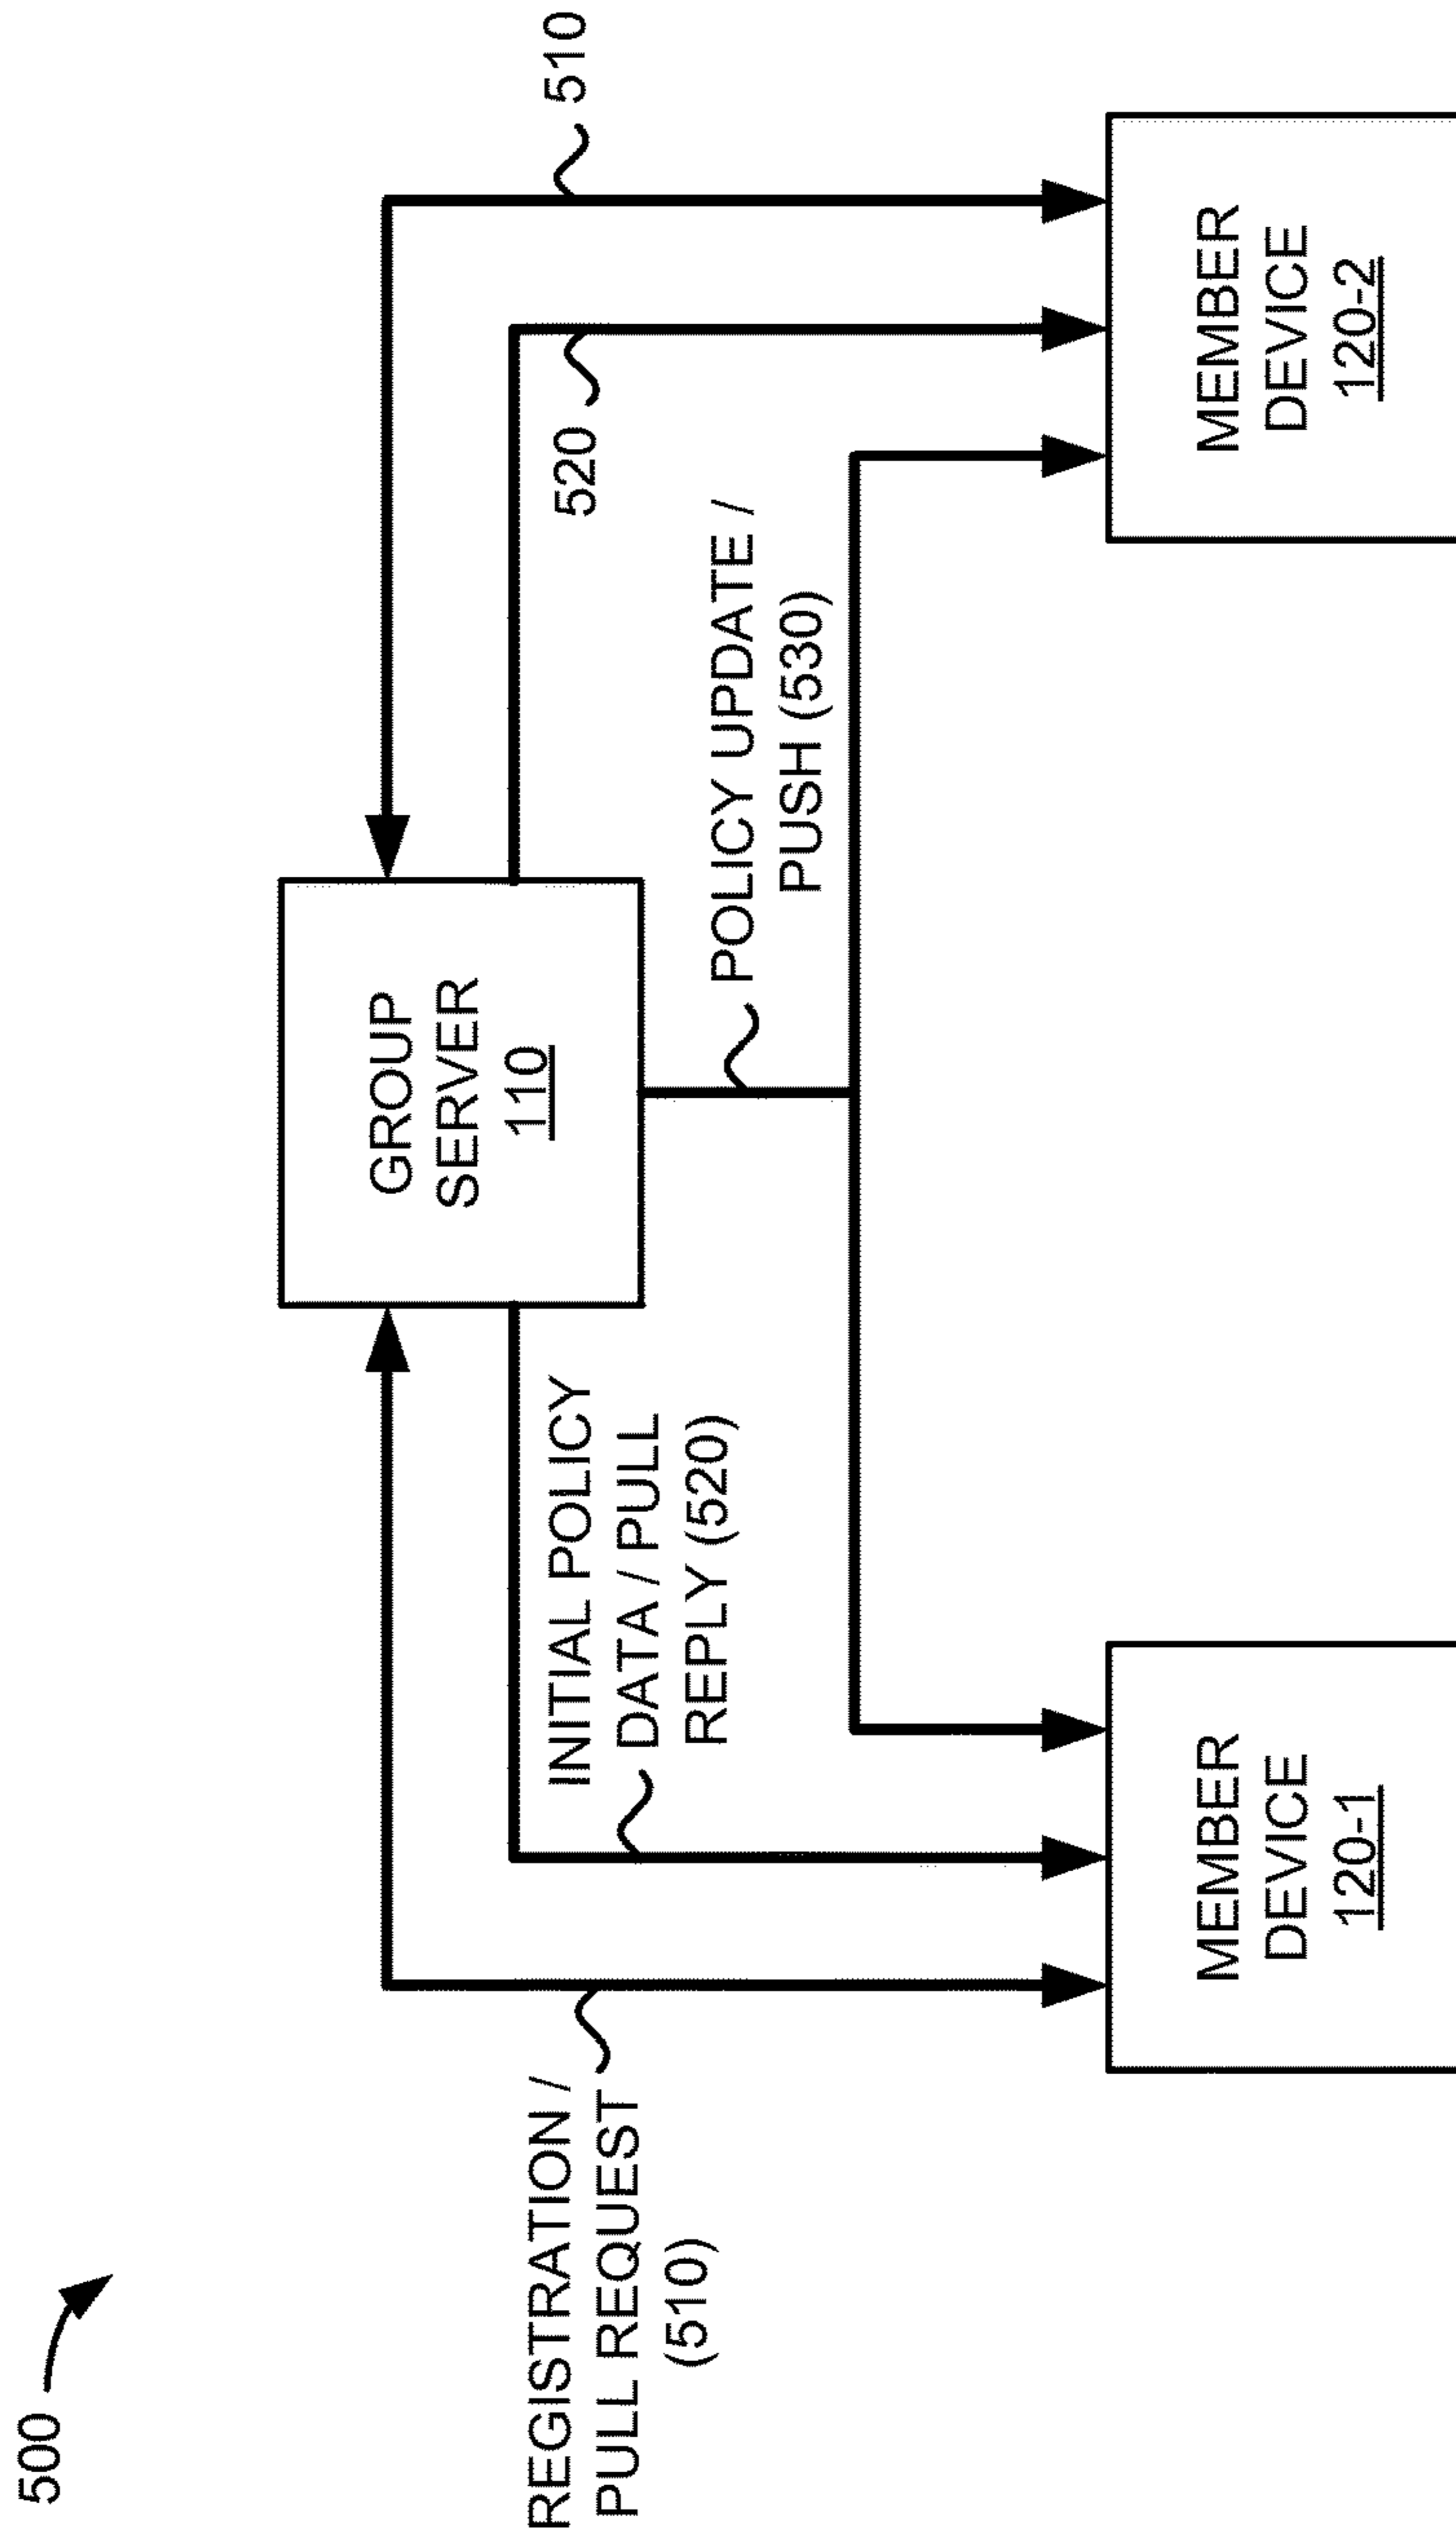 500
GROUP
SERVER
110
510
REGISTRATION /
PULL REQUEST
(510)
INITIAL POLICY
DATA / PULL
REPLY (520)
520
POLICY UPDATE /
PUSH (530)
MEMBER
DEVICE
120-1
MEMBER
DEVICE
120-2